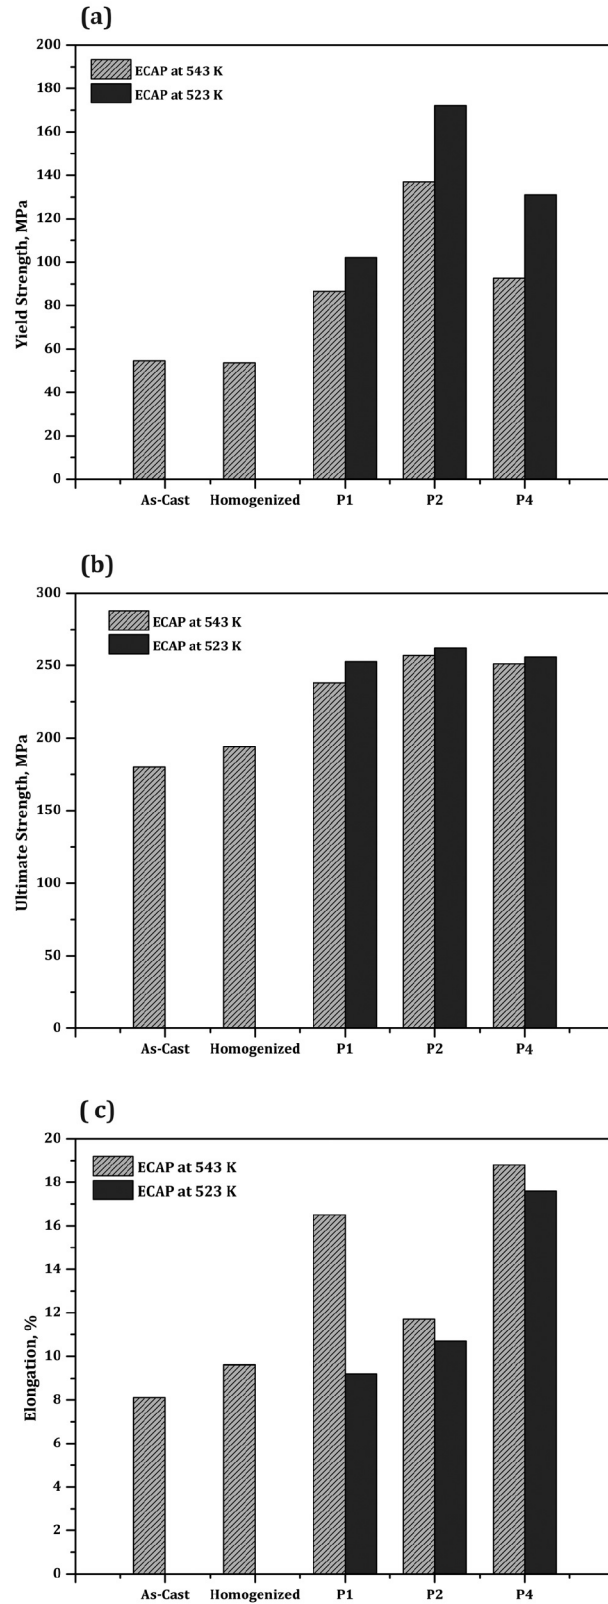 (a)
200
180
160
140
120
100
80
60
40
20
0
Yield Strength, MPa
ECAP at 543 K
ECAP at 523 K
As-Cast Homogenized P1 P2 P4
(b)
300
250
200
150
100
50
0
Ultimate Strength, MPa
ECAP at 543 K
ECAP at 523 K
As-Cast Homogenized P1 P2 P4
( c)
20
18
16
14
12
10
8
6
4
2
0
Elongation, %
ECAP at 543 K
ECAP at 523 K
As-Cast Homogenized P1 P2 P4